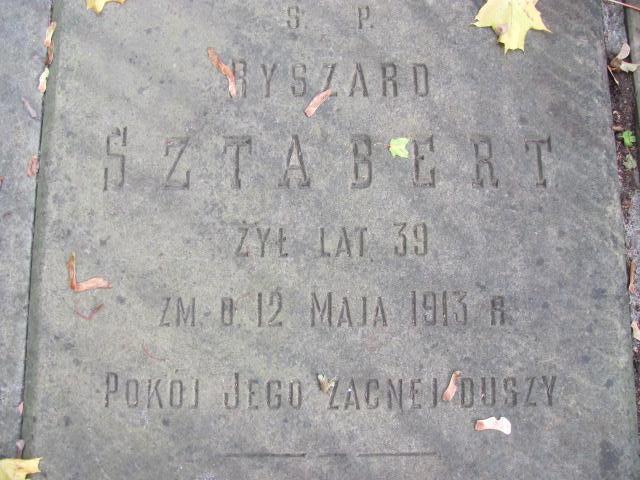 Ś. P.
RYSZARD
SZTABERT
ŻYŁ LAT 39
ZM. D. 12 MAJA 1913 R.
POKÓJ JEGO ZACNEJ DUSZY